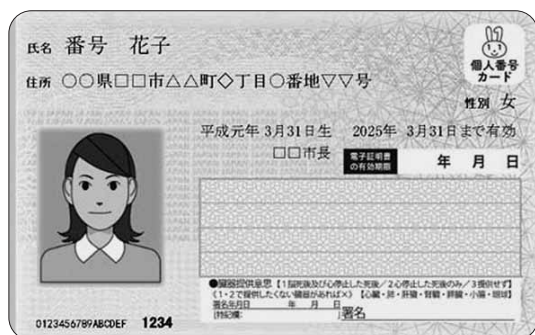 氏名 番号 花子
個人番号
カード
住所 ○○県□□市△△町◇丁目○番地▽▽号
性別 女
平成元年 3月31日生 2025年 3月31日まで有効
□□市長
電子証明書
の有効期限
年 月 日
●臓器提供意思【1脳死後及び心停止した死後/2心停止した死後のみ/3提供せず】
《1・2で提供したくない臓器があれば×》【心臓・肺・肝臓・腎臓・膵臓・小腸・眼球】
署名年月日 年 月 日
[特記欄: ]署名
0123456789ABCDEF 1234